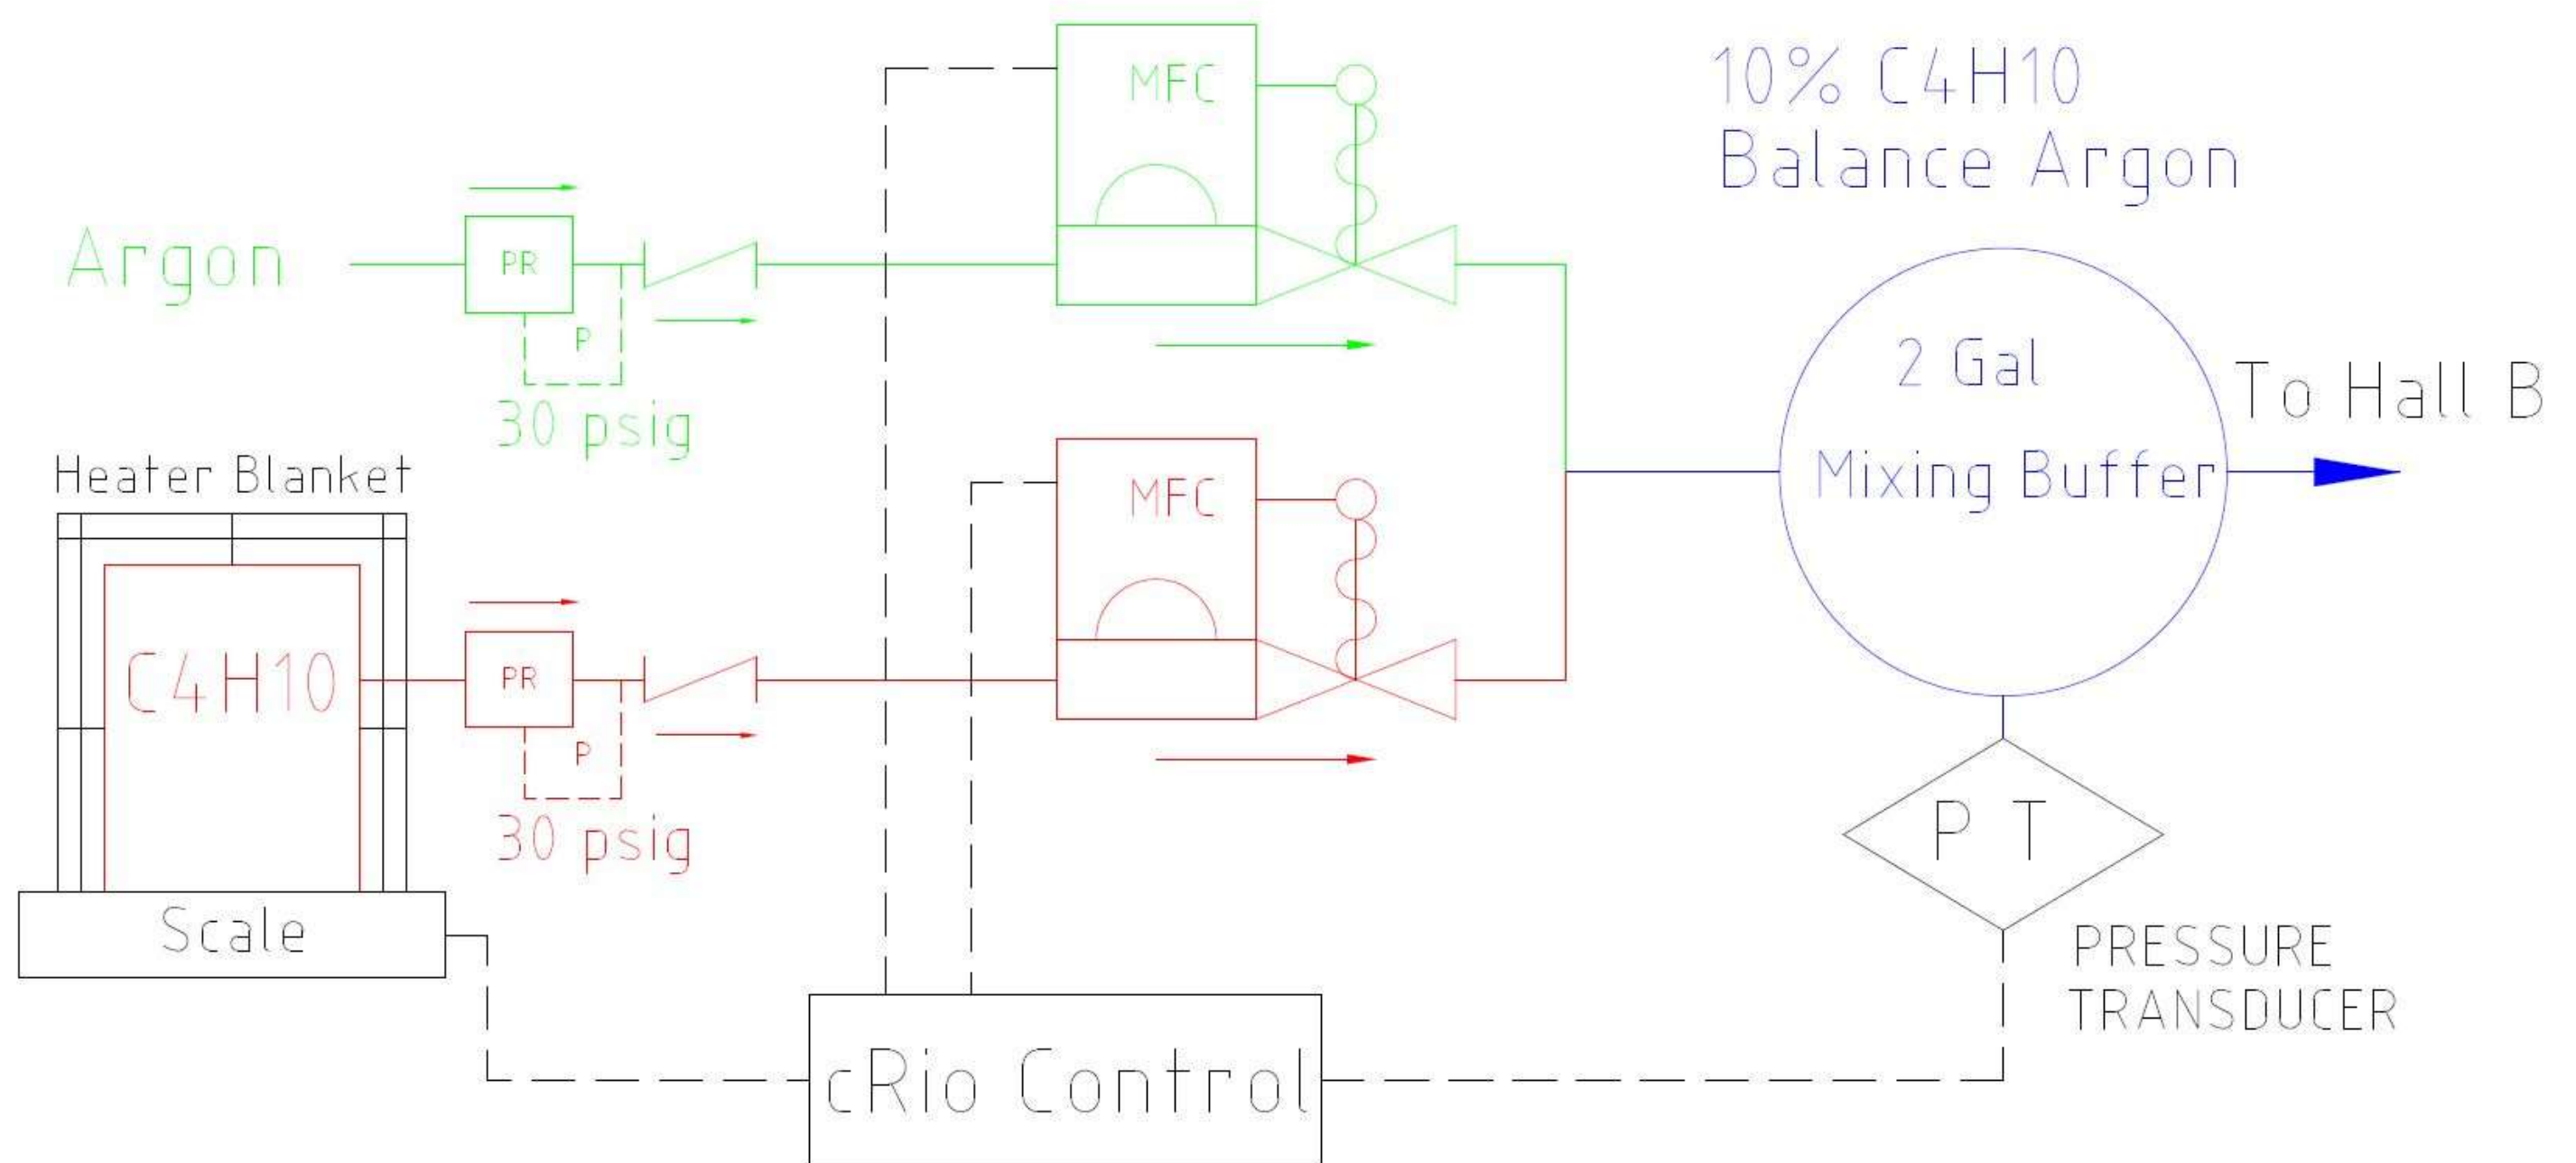 MFC
10% C4H10
Balance Argon
Argon
PR
P
30 psig
2 Gal
Mixing Buffer
To Hall B
Heater Blanket
MFC
C4H10
PR
P
30 psig
P T
Scale
PRESSURE
TRANSDUCER
cRio Control